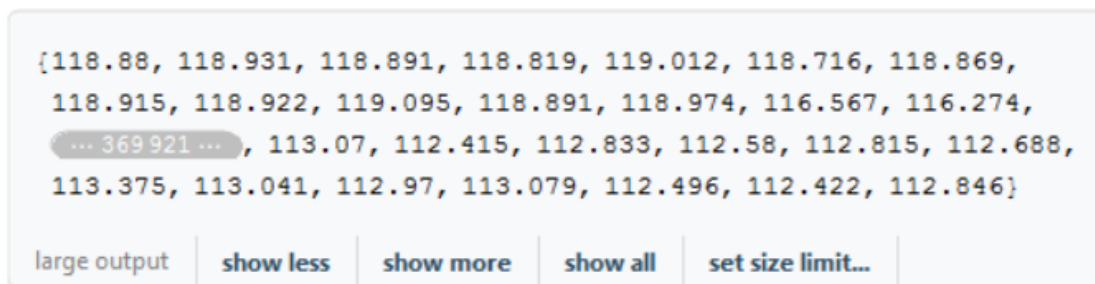 {118.88, 118.931, 118.891, 118.819, 119.012, 118.716, 118.869,
118.915, 118.922, 119.095, 118.891, 118.974, 116.567, 116.274,
··· 369 921 ··· , 113.07, 112.415, 112.833, 112.58, 112.815, 112.688,
113.375, 113.041, 112.97, 113.079, 112.496, 112.422, 112.846}
large output show less show more show all set size limit...